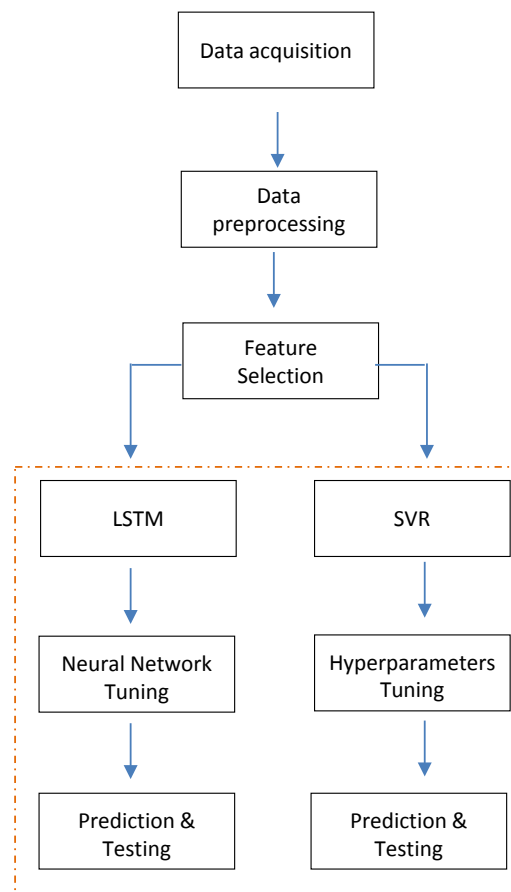 Data acquisition
Data
preprocessing
Feature
Selection
LSTM
SVR
Neural Network
Tuning
Hyperparameters
Tuning
Prediction &
Testing
Prediction &
Testing